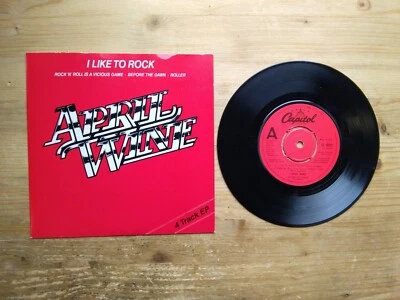 I LIKE TO ROCK
ROCK 'N' ROLL IS A VICIOUS GAME · BEFORE THE DAWN · ROLLER
APRIL
WINE
4 Track EP
Capitol
A